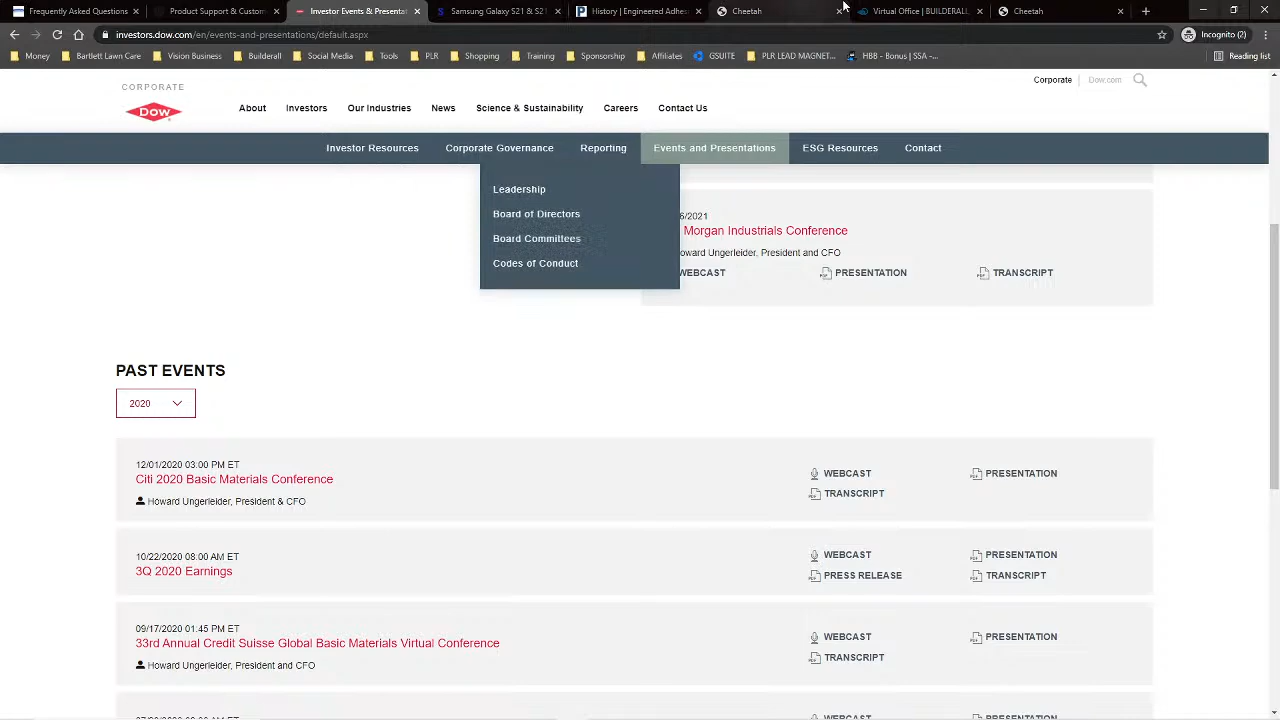 Frequently Asked Questions
Product Support & Custom
Investor Events & Presentat
Samsung Galaxy S21 & S21
History | Engineered Adhes
Cheetah
Virtual Office | BUILDERALL
Cheetah
investors.dow.com/en/events-and-presentations/default.aspx
Incognito (2)
Money
Bartlett Law Care
Vision Business
Builderall
Social Media
Tools
PLR
Shopping
Training
Sponsorship
Affiliates
GSUITE
PLR LEAD MAGNET...
HBB - Bonus | SSA -...
Reading list
CORPORATE
DOW
Corporate
Dow.com
About
Investors
Our Industries
News
Science & Sustainability
Careers
Contact Us
Investor Resources
Corporate Governance
Reporting
Events and Presentations
ESG Resources
Contact
Leadership
Board of Directors
Board Committees
Codes of Conduct
6/2021
Morgan Industrials Conference
oward Ungerleider, President and CFO
WEBCAST
PRESENTATION
TRANSCRIPT
PAST EVENTS
2020
12/01/2020 03:00 PM ET
Citi 2020 Basic Materials Conference
Howard Ungerleider, President & CFO
WEBCAST
PRESENTATION
TRANSCRIPT
10/22/2020 08:00 AM ET
3Q 2020 Earnings
WEBCAST
PRESENTATION
PRESS RELEASE
TRANSCRIPT
09/17/2020 01:45 PM ET
33rd Annual Credit Suisse Global Basic Materials Virtual Conference
Howard Ungerleider, President and CFO
WEBCAST
PRESENTATION
TRANSCRIPT
WEBCAST
PRESENTATION